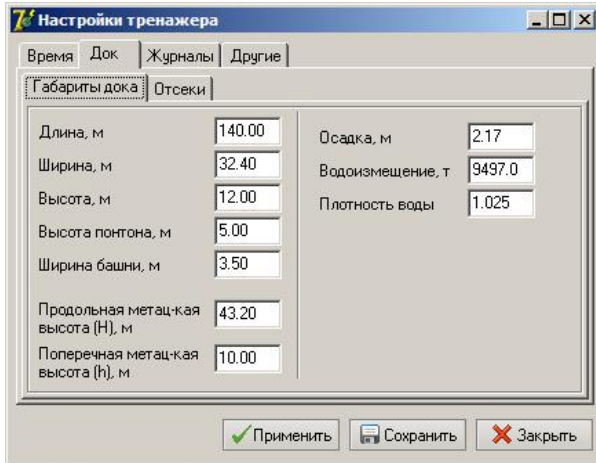 Настройки тренажера
Время Док Журналы Другие
Габариты дока Отсеки
Длина, м 140.00
Ширина, м 32.40
Высота, м 12.00
Высота понтона, м 5.00
Ширина башни, м 3.50
Продольная метац-кая
высота (H), м 43.20
Поперечная метац-кая
высота (h), м 10.00
Осадка, м 2.17
Водоизмещение, т 9497.0
Плотность воды 1.025
Применить Сохранить Закрыть